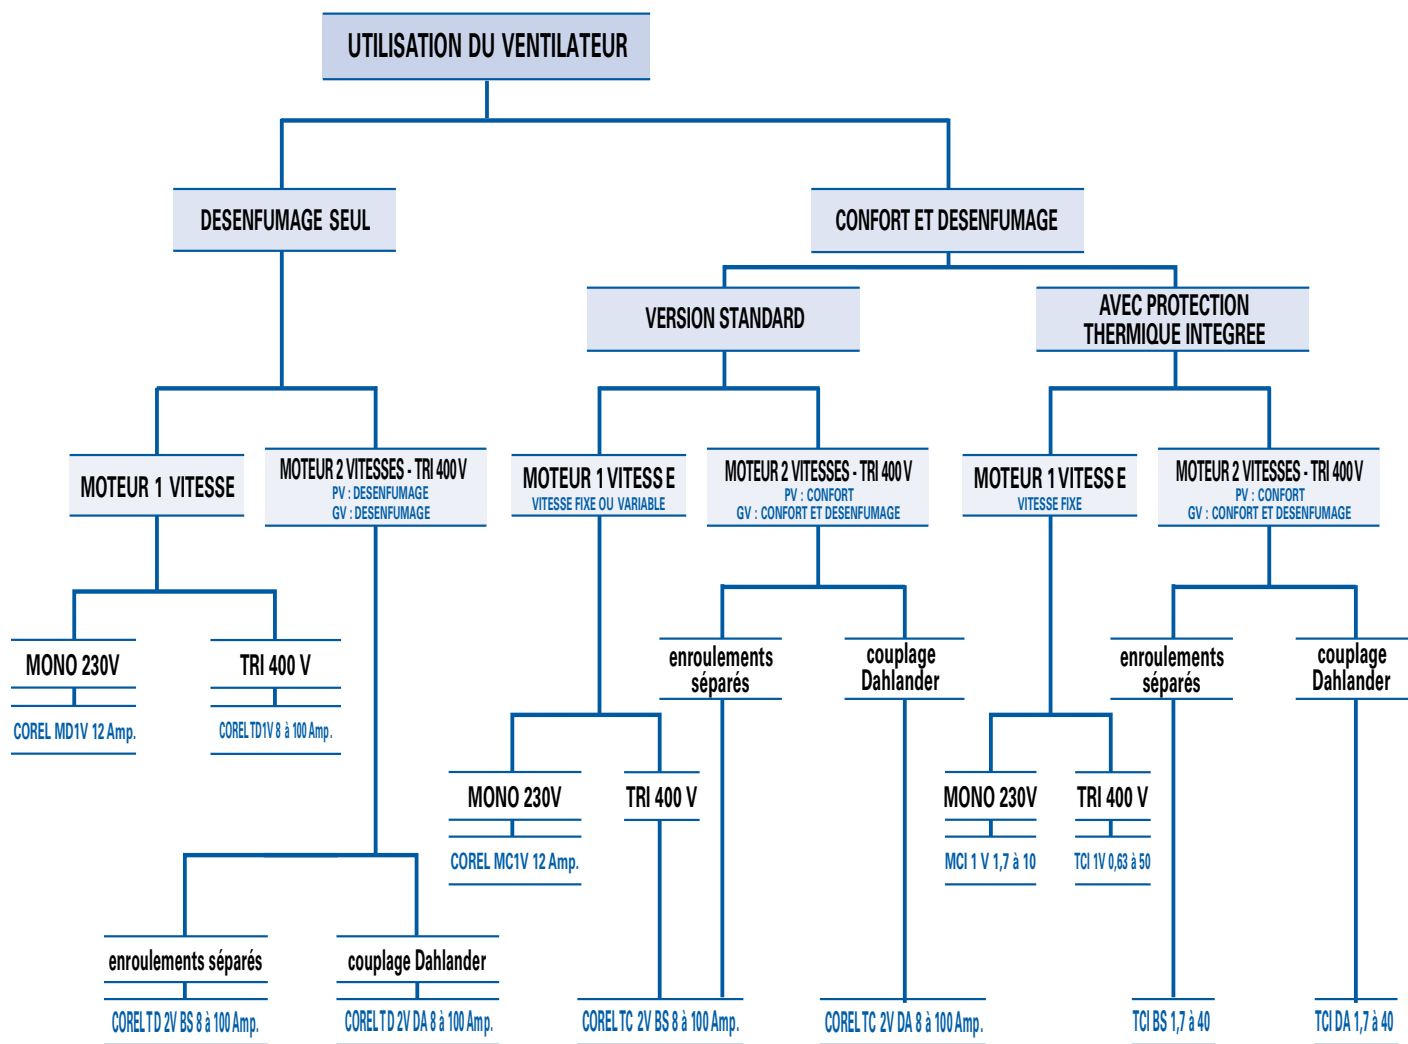 UTILISATION DU VENTILATEUR
DESENFUMAGE SEUL
CONFORT ET DESENFUMAGE
VERSION STANDARD
AVEC PROTECTION
THERMIQUE INTEGREE
MOTEUR 1 VITESSE
MOTEUR 2 VITESSES - TRI 400 V
PV : DESENFUMAGE
GV : DESENFUMAGE
MOTEUR 1 VITESSE
VITESSE FIXE OU VARIABLE
MOTEUR 2 VITESSES - TRI 400 V
PV : CONFORT
GV : CONFORT ET DESENFUMAGE
MOTEUR 1 VITESSE
VITESSE FIXE
MOTEUR 2 VITESSES - TRI 400 V
PV : CONFORT
GV : CONFORT ET DESENFUMAGE
MONO 230V
TRI 400 V
enroulements
séparés
couplage
Dahlander
enroulements
séparés
couplage
Dahlander
COREL MD1V 12 Amp.
COREL TD1V 8 à 100 Amp.
MONO 230V
TRI 400 V
MONO 230V
TRI 400 V
COREL MC1V 12 Amp.
MCI 1 V 1,7 à 10
TCI 1V 0,63 à 50
enroulements séparés
couplage Dahlander
COREL TD 2V BS 8 à 100 Amp.
COREL TD 2V DA 8 à 100 Amp.
COREL TC 2V BS 8 à 100 Amp.
COREL TC 2V DA 8 à 100 Amp.
TCI BS 1,7 à 40
TCI DA 1,7 à 40